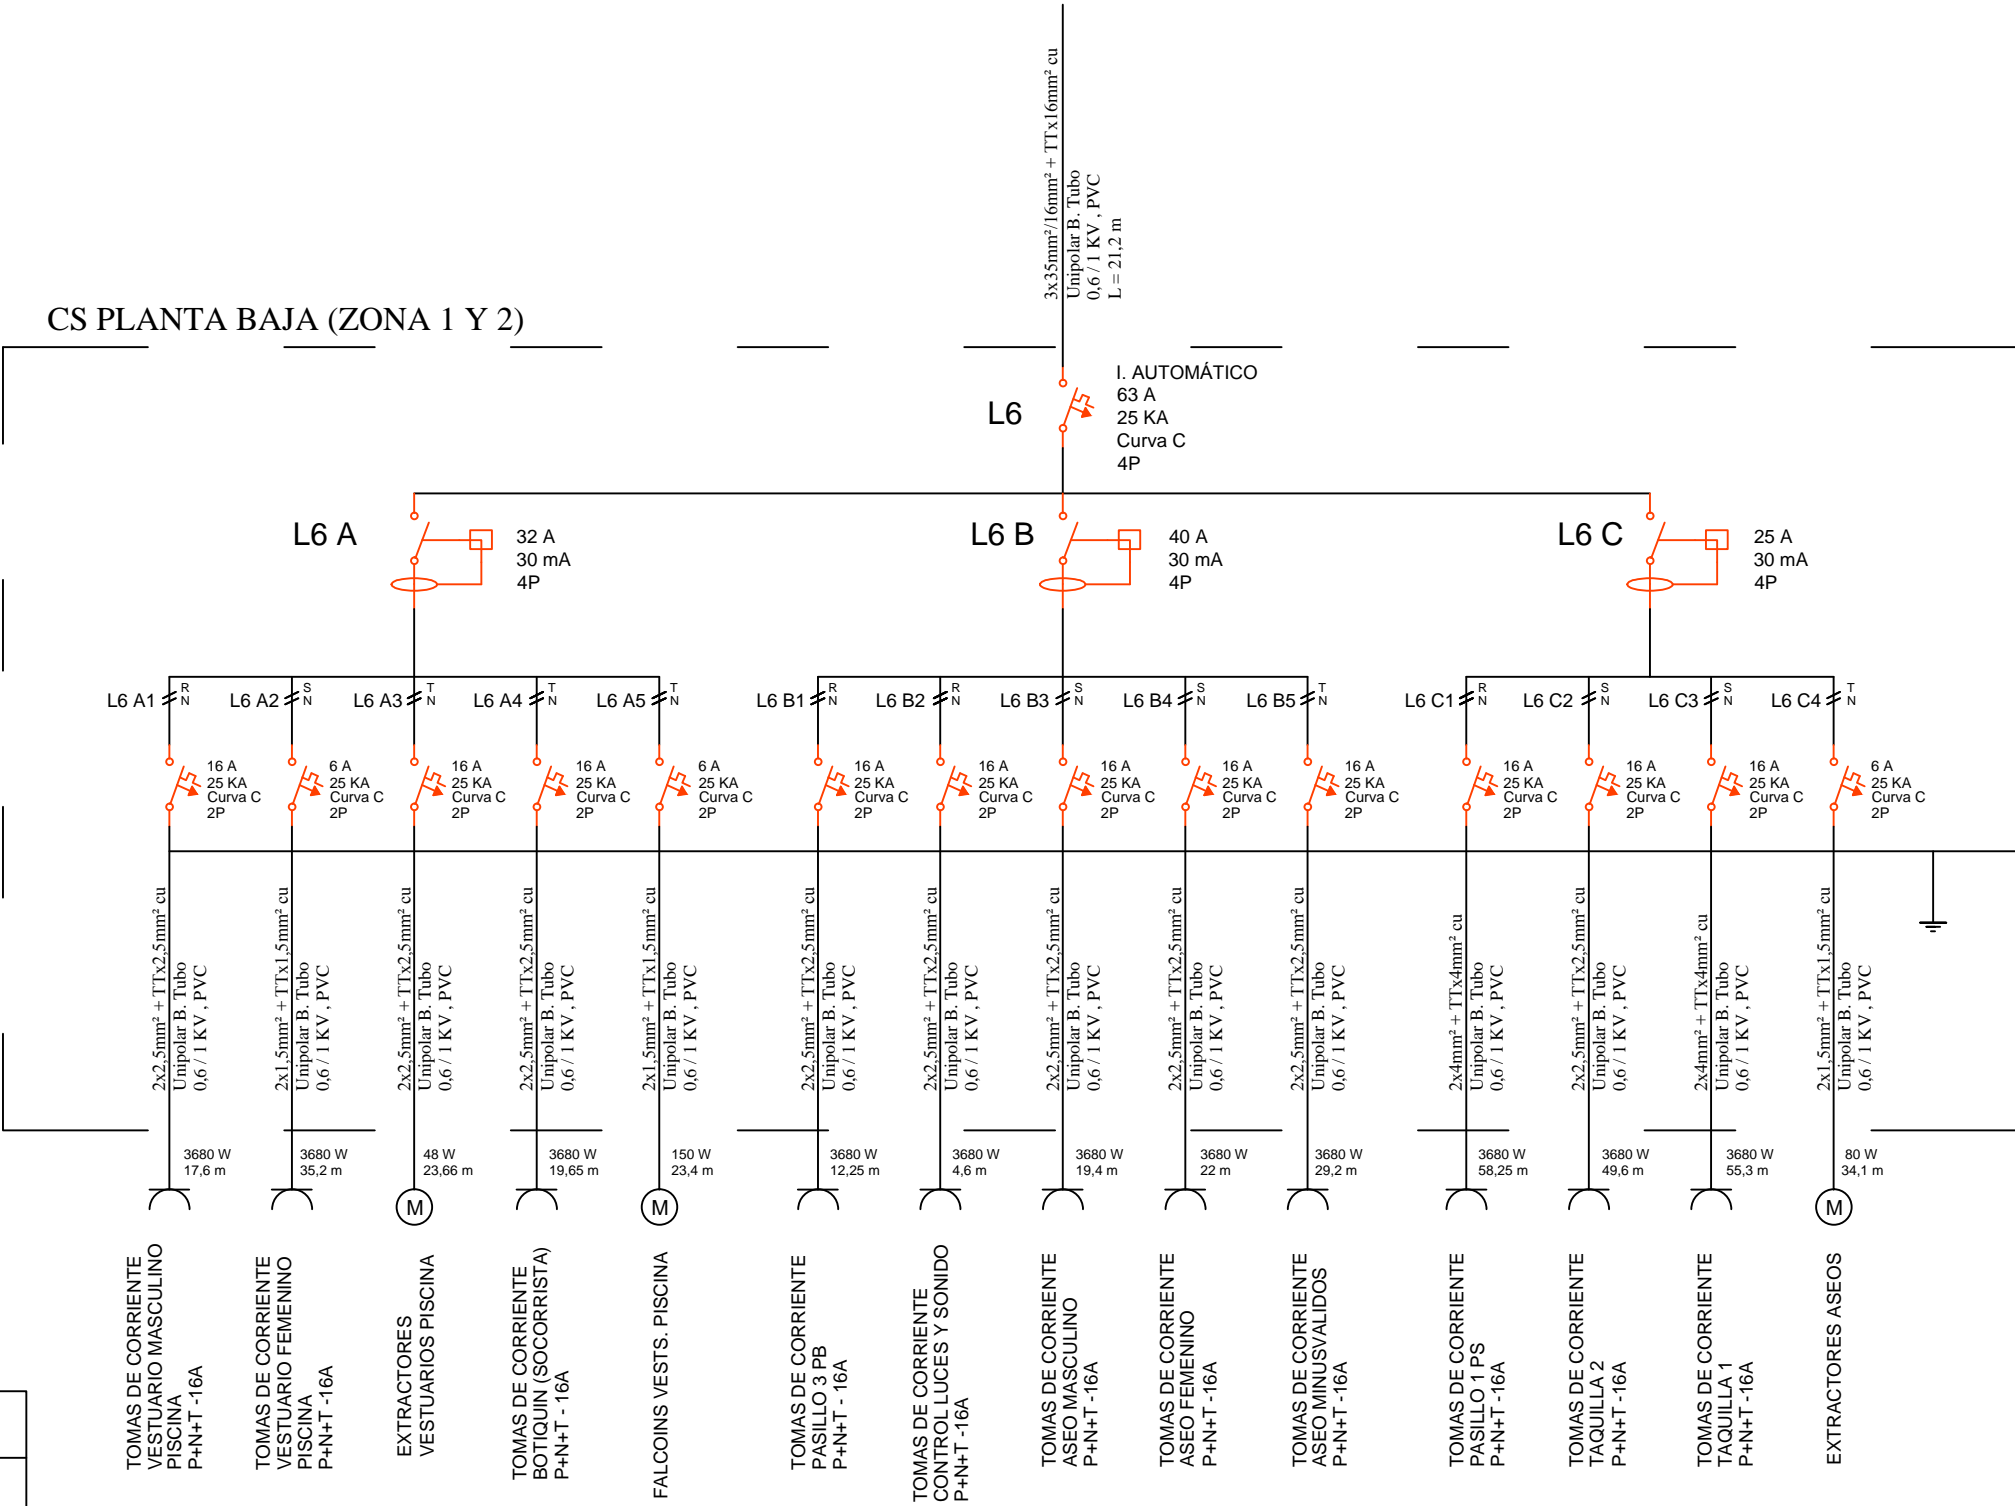 3x35mm²/16mm² + TTx16mm² cu
Unipolar B. Tubo
0,6 / 1 KV , PVC
L = 21,2 m
CS PLANTA BAJA (ZONA 1 Y 2)
L6
I. AUTOMÁTICO
63 A
25 KA
Curva C
4P
L6 A
32 A
30 mA
4P
L6 B
40 A
30 mA
4P
L6 C
25 A
30 mA
4P
L6 A1
R
N
L6 A2
S
N
L6 A3
T
N
L6 A4
T
N
L6 A5
T
N
L6 B1
R
N
L6 B2
R
N
L6 B3
S
N
L6 B4
S
N
L6 B5
T
N
L6 C1
R
N
L6 C2
S
N
L6 C3
S
N
L6 C4
T
N
16 A
25 KA
Curva C
2P
6 A
25 KA
Curva C
2P
16 A
25 KA
Curva C
2P
16 A
25 KA
Curva C
2P
6 A
25 KA
Curva C
2P
16 A
25 KA
Curva C
2P
16 A
25 KA
Curva C
2P
16 A
25 KA
Curva C
2P
16 A
25 KA
Curva C
2P
16 A
25 KA
Curva C
2P
16 A
25 KA
Curva C
2P
16 A
25 KA
Curva C
2P
16 A
25 KA
Curva C
2P
6 A
25 KA
Curva C
2P
2x2,5mm² + TTx2,5mm² cu
Unipolar B. Tubo
0,6 / 1 KV , PVC
2x1,5mm² + TTx1,5mm² cu
Unipolar B. Tubo
0,6 / 1 KV , PVC
2x2,5mm² + TTx2,5mm² cu
Unipolar B. Tubo
0,6 / 1 KV , PVC
2x2,5mm² + TTx2,5mm² cu
Unipolar B. Tubo
0,6 / 1 KV , PVC
2x1,5mm² + TTx1,5mm² cu
Unipolar B. Tubo
0,6 / 1 KV , PVC
2x2,5mm² + TTx2,5mm² cu
Unipolar B. Tubo
0,6 / 1 KV , PVC
2x2,5mm² + TTx2,5mm² cu
Unipolar B. Tubo
0,6 / 1 KV , PVC
2x2,5mm² + TTx2,5mm² cu
Unipolar B. Tubo
0,6 / 1 KV , PVC
2x2,5mm² + TTx2,5mm² cu
Unipolar B. Tubo
0,6 / 1 KV , PVC
2x2,5mm² + TTx2,5mm² cu
Unipolar B. Tubo
0,6 / 1 KV , PVC
2x4mm² + TTx4mm² cu
Unipolar B. Tubo
0,6 / 1 KV , PVC
2x2,5mm² + TTx2,5mm² cu
Unipolar B. Tubo
0,6 / 1 KV , PVC
2x4mm² + TTx4mm² cu
Unipolar B. Tubo
0,6 / 1 KV , PVC
2x1,5mm² + TTx1,5mm² cu
Unipolar B. Tubo
0,6 / 1 KV , PVC
3680 W
17,6 m
3680 W
35,2 m
48 W
23,66 m
3680 W
19,65 m
150 W
23,4 m
3680 W
12,25 m
3680 W
4,6 m
3680 W
19,4 m
3680 W
22 m
3680 W
29,2 m
3680 W
58,25 m
3680 W
49,6 m
3680 W
55,3 m
80 W
34,1 m
M
M
M
TOMAS DE CORRIENTE
VESTUARIO MASCULINO
PISCINA
P+N+T -16A
TOMAS DE CORRIENTE
VESTUARIO FEMENINO
PISCINA
P+N+T -16A
EXTRACTORES
VESTUARIOS PISCINA
TOMAS DE CORRIENTE
BOTIQUIN (SOCORRISTA)
P+N+T - 16A
FALCOINS VESTS. PISCINA
TOMAS DE CORRIENTE
PASILLO 3 PB
P+N+T - 16A
TOMAS DE CORRIENTE
CONTROL LUCES Y SONIDO
P+N+T -16A
TOMAS DE CORRIENTE
ASEO MASCULINO
P+N+T -16A
TOMAS DE CORRIENTE
ASEO FEMENINO
P+N+T -16A
TOMAS DE CORRIENTE
ASEO MINUSVALIDOS
P+N+T -16A
TOMAS DE CORRIENTE
PASILLO 1 PS
P+N+T -16A
TOMAS DE CORRIENTE
TAQUILLA 2
P+N+T -16A
TOMAS DE CORRIENTE
TAQUILLA 1
P+N+T -16A
EXTRACTORES ASEOS